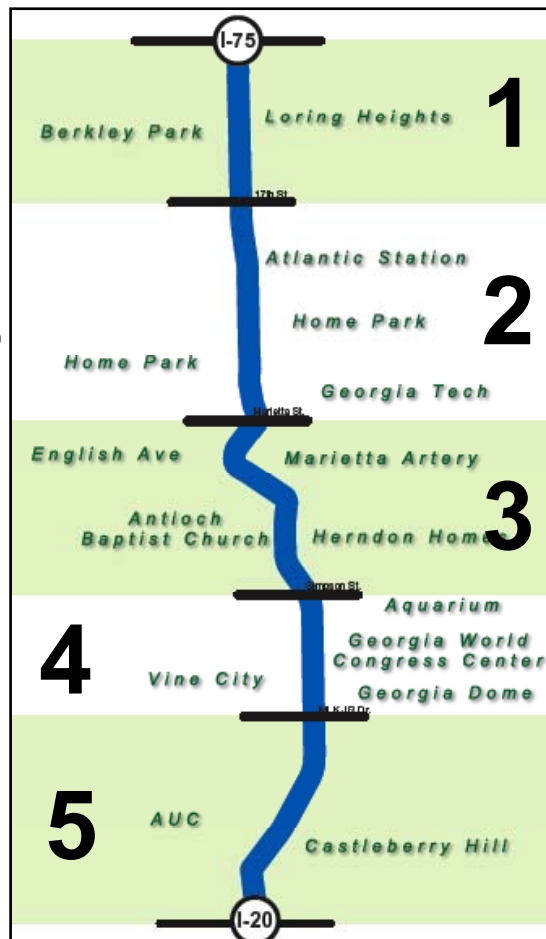 I-75
1
Loring Heights
Berkley Park
17th St.
Atlantic Station
2
Home Park
Home Park
Georgia Tech
Marietta St.
English Ave
Marietta Artery
3
Antioch
Baptist Church
Herndon Homes
Simpson St.
Aquarium
4
Georgia World
Congress Center
Vine City
Georgia Dome
MLK-JR Dr.
5
AUC
Castleberry Hill
I-20